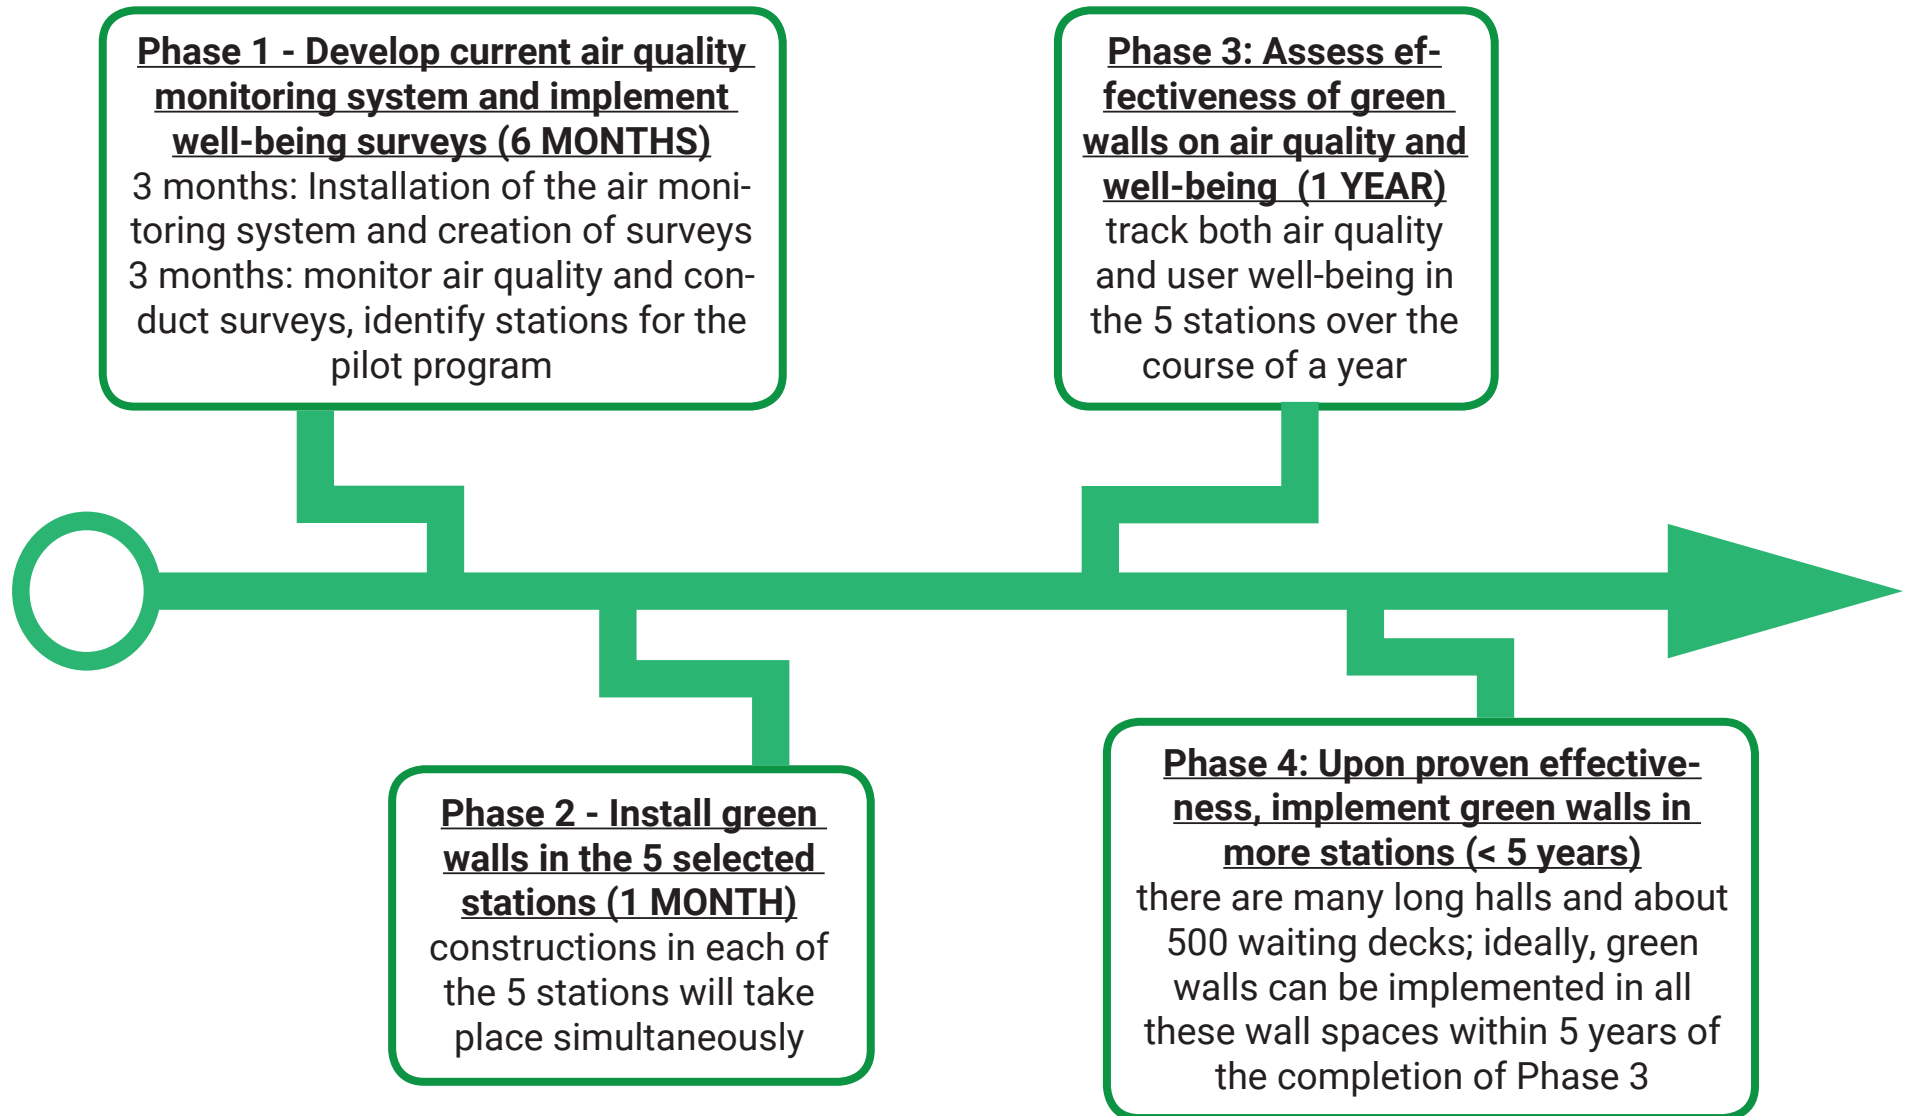 Phase 1 - Develop current air quality
monitoring system and implement
well-being surveys (6 MONTHS)
3 months: Installation of the air moni-
toring system and creation of surveys
3 months: monitor air quality and con-
duct surveys, identify stations for the
pilot program
Phase 2 - Install green
walls in the 5 selected
stations (1 MONTH)
constructions in each of
the 5 stations will take
place simultaneously
Phase 3: Assess ef-
fectiveness of green
walls on air quality and
well-being  (1 YEAR)
track both air quality
and user well-being in
the 5 stations over the
course of a year
Phase 4: Upon proven effective-
ness, implement green walls in
more stations (< 5 years)
there are many long halls and about
500 waiting decks; ideally, green
walls can be implemented in all
these wall spaces within 5 years of
the completion of Phase 3